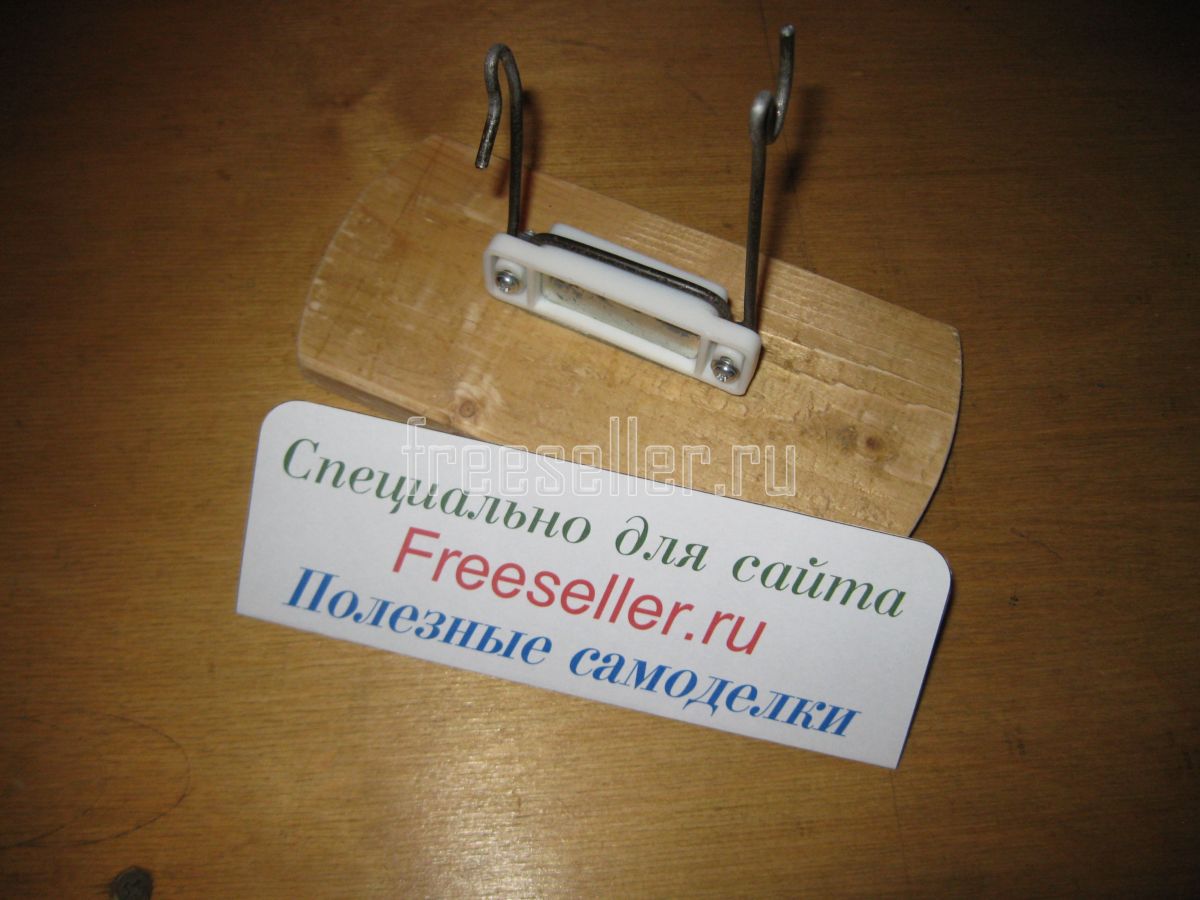 freeseller.ru
Специально для сайта
Freeseller.ru
Полезные самоделки